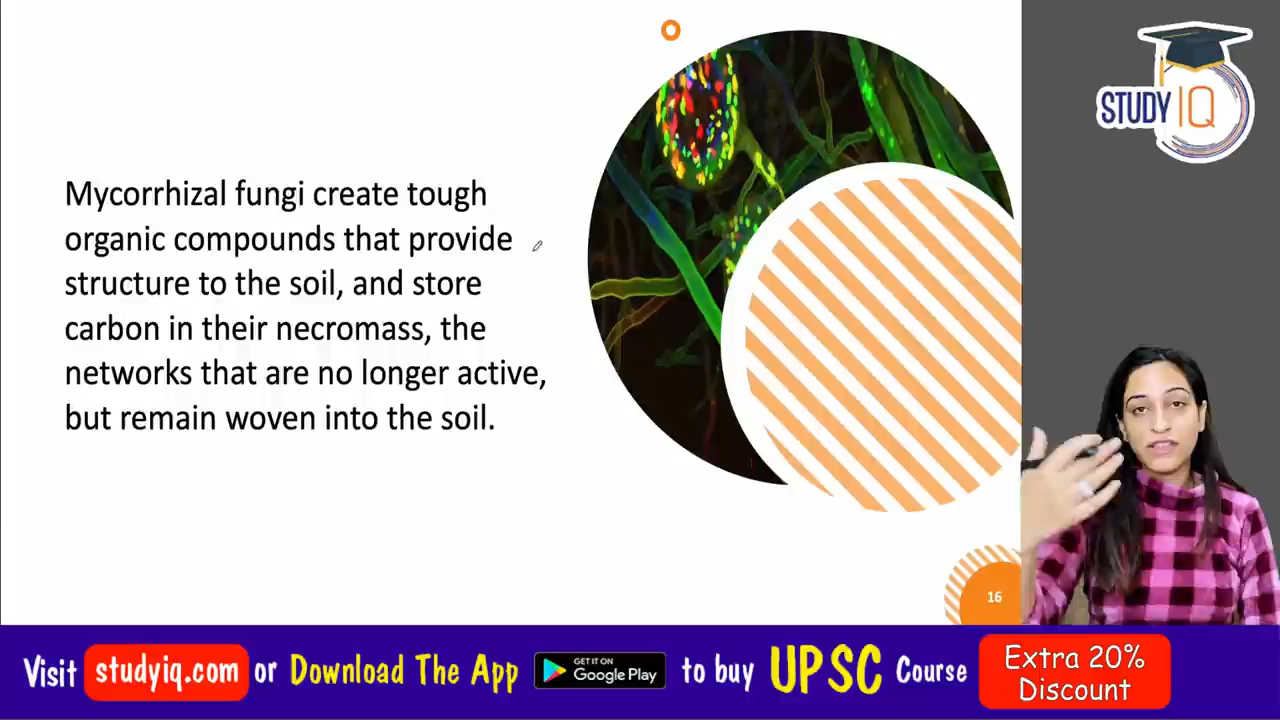 STUDY IQ
Mycorrhizal fungi create tough
organic compounds that provide
structure to the soil, and store
carbon in their necromass, the
networks that are no longer active,
but remain woven into the soil.
16
Visit studyiq.com or Download The App GET IT ON Google Play to buy UPSC Course Extra 20% Discount